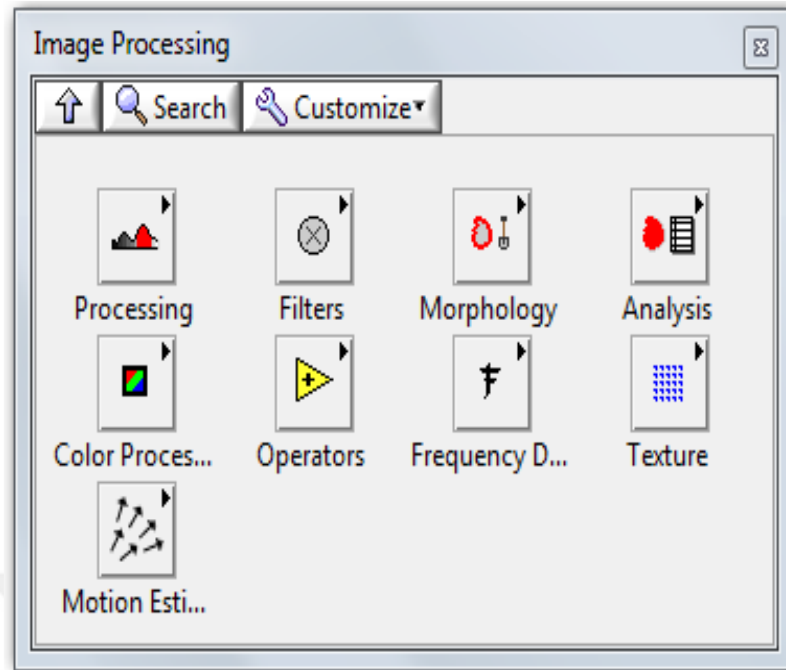 Image Processing
Search Customize
Processing Filters Morphology Analysis
Color Proces... Operators Frequency D... Texture
Motion Esti...